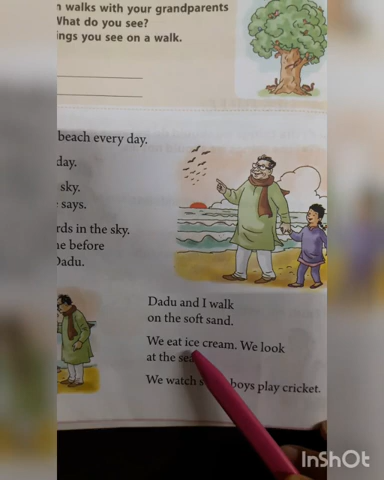 walks with your grandparents
What do you see?
ings you see on a walk.
beach every day.
day.
sky.
says.
rds in the sky.
ne before
Dadu.
Dadu and I walk
on the soft sand.
We eat ice cream. We look
at the sea
We watch boys play cricket.
InShOt